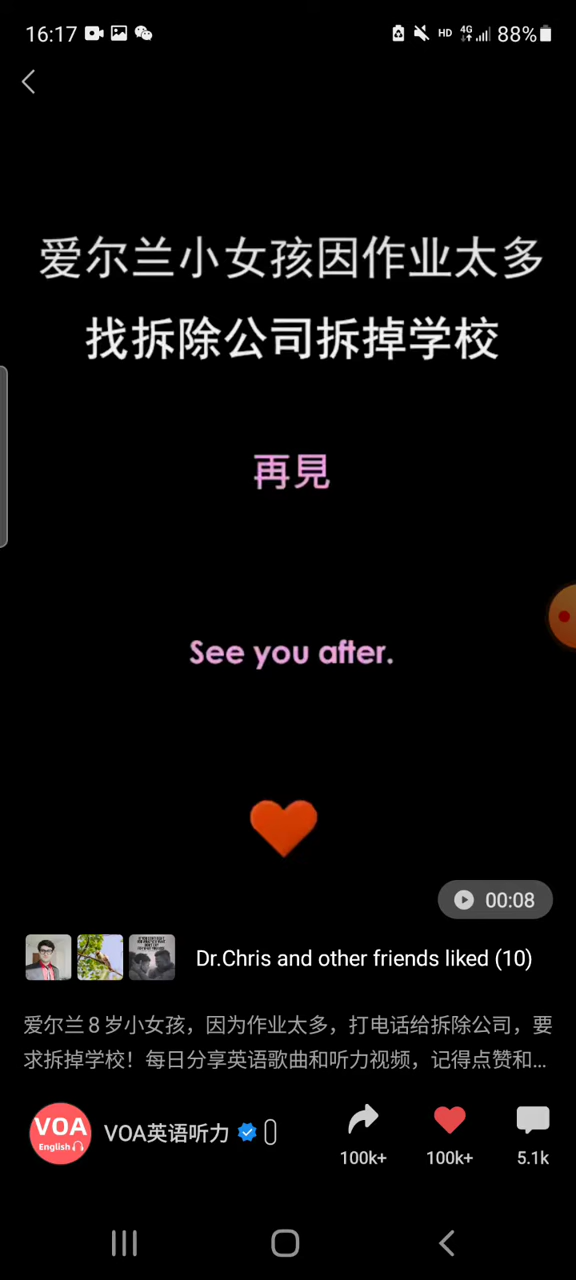 16:17 HD 4G 88%
爱尔兰小女孩因作业太多
找拆除公司拆掉学校
再見
See you after.
00:08
Dr.Chris and other friends liked (10)
爱尔兰8岁小女孩，因为作业太多，打电话给拆除公司，要
求拆掉学校！每日分享英语歌曲和听力视频，记得点赞和...
VOA
English
VOA英语听力
100k+ 100k+ 5.1k